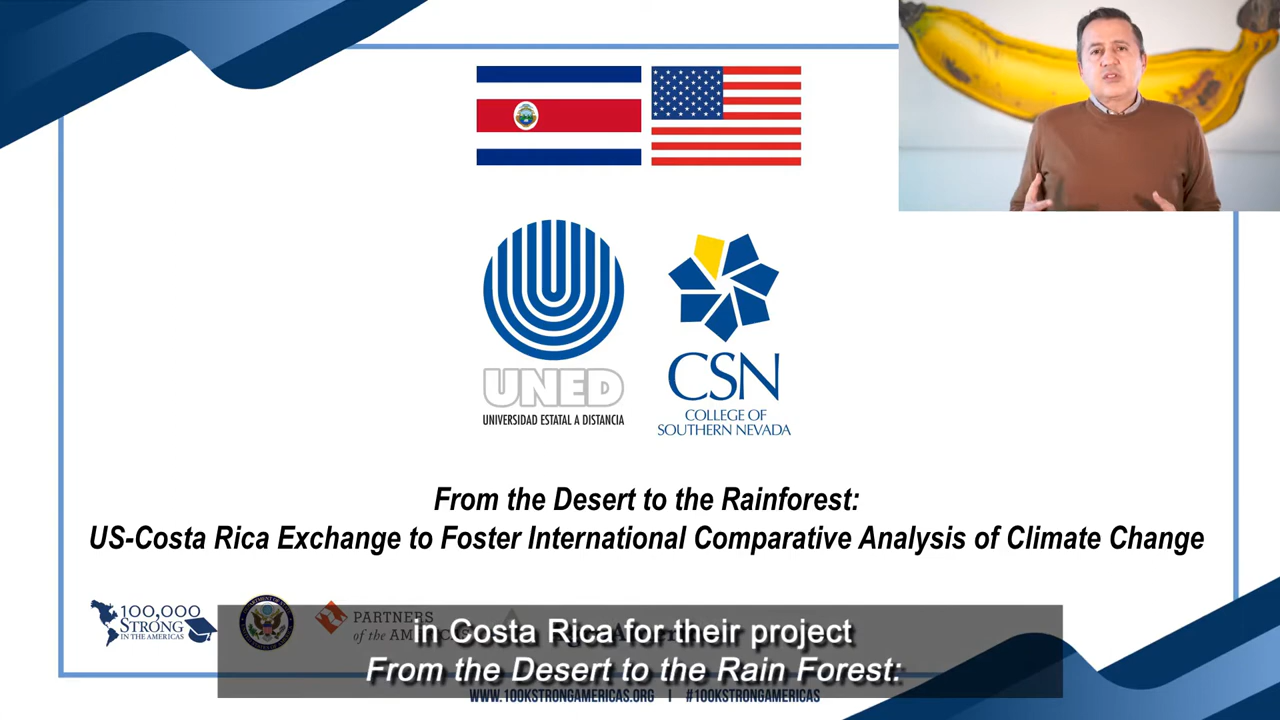 UNED
UNIVERSIDAD ESTATAL A DISTANCIA
CSN
COLLEGE OF
SOUTHERN NEVADA
From the Desert to the Rainforest:
US-Costa Rica Exchange to Foster International Comparative Analysis of Climate Change
100,000
STRONG
IN THE AMERICAS
PARTNERS
of the
in Costa Rica for their project
From the Desert to the Rain Forest:
WWW.100KSTRONGAMERICAS.ORG | #100KSTRONGAMERICAS